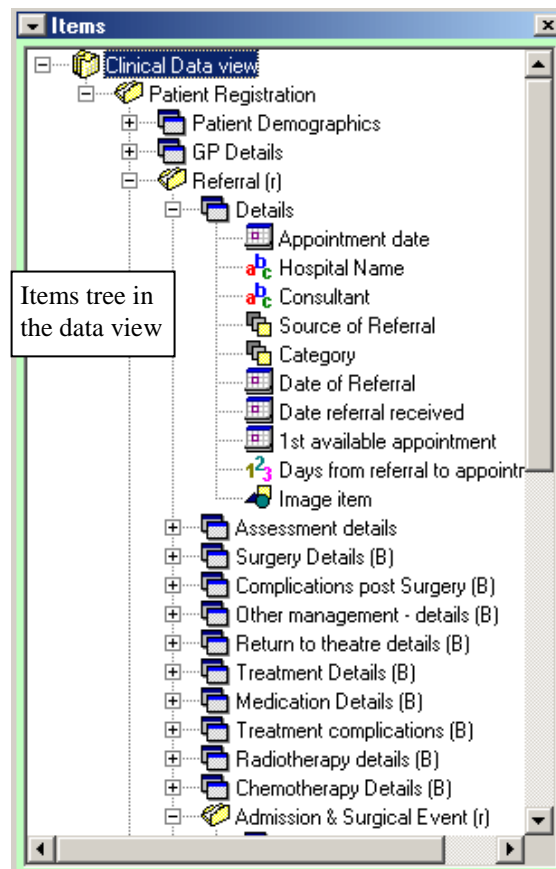 Items
Clinical Data view
Patient Registration
Patient Demographics
GP Details
Referral (r)
Details
Appointment date
Hospital Name
Consultant
Source of Referral
Category
Date of Referral
Date referral received
1st available appointment
Days from referral to appointr
Image item
Assessment details
Surgery Details (B)
Complications post Surgery (B)
Other management - details (B)
Return to theatre details (B)
Treatment Details (B)
Medication Details (B)
Treatment complications (B)
Radiotherapy details (B)
Chemotherapy Details (B)
Admission & Surgical Event (r)
Items tree in
the data view